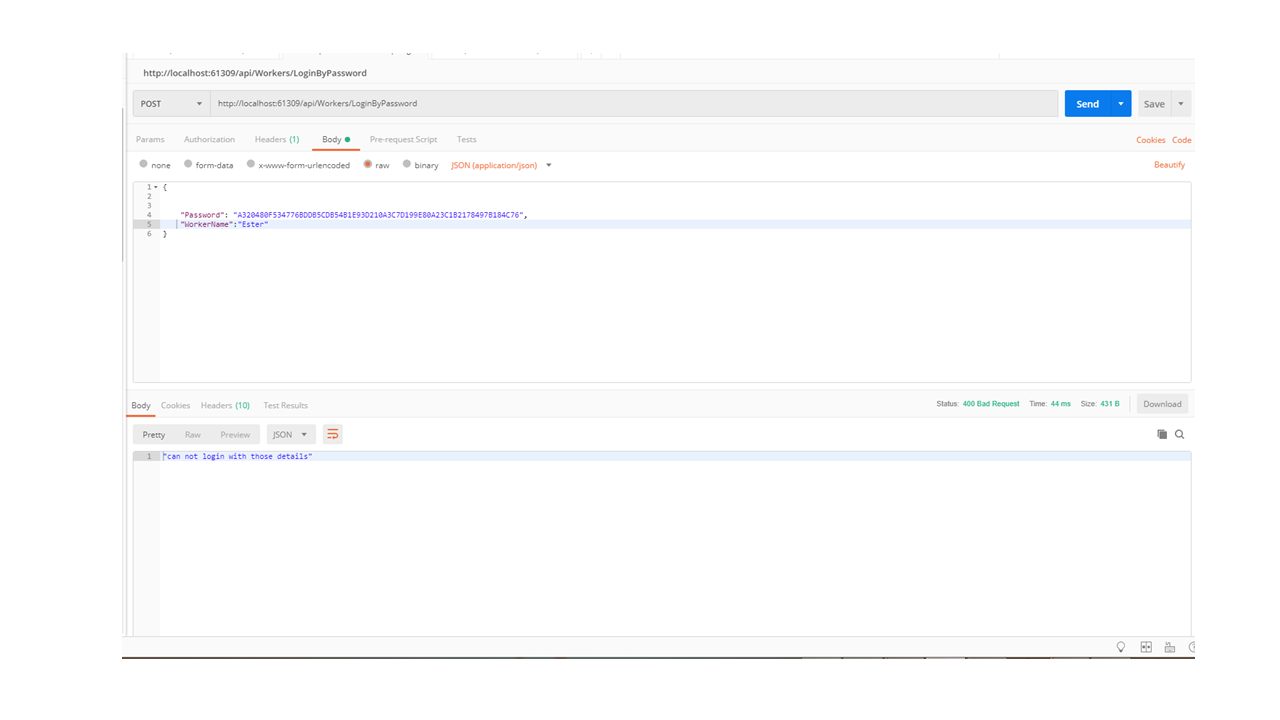 http://localhost:61309/api/Workers/LoginByPassword
POST http://localhost:61309/api/Workers/LoginByPassword Send Save
Params Authorization Headers (1) Body Pre-request Script Tests Cookies Code
none form-data x-www-form-urlencoded raw binary JSON (application/json) Beautify
1 {
2
3
4 "Password": "A320480F534776BDDB5CDB54B1E93D210A3C7D199E80A23C1B2178497B184C76",
5 "WorkerName":"Ester"
6 }
Body Cookies Headers (10) Test Results Status: 400 Bad Request Time: 44 ms Size: 431 B Download
Pretty Raw Preview JSON
1 "can not login with those details"